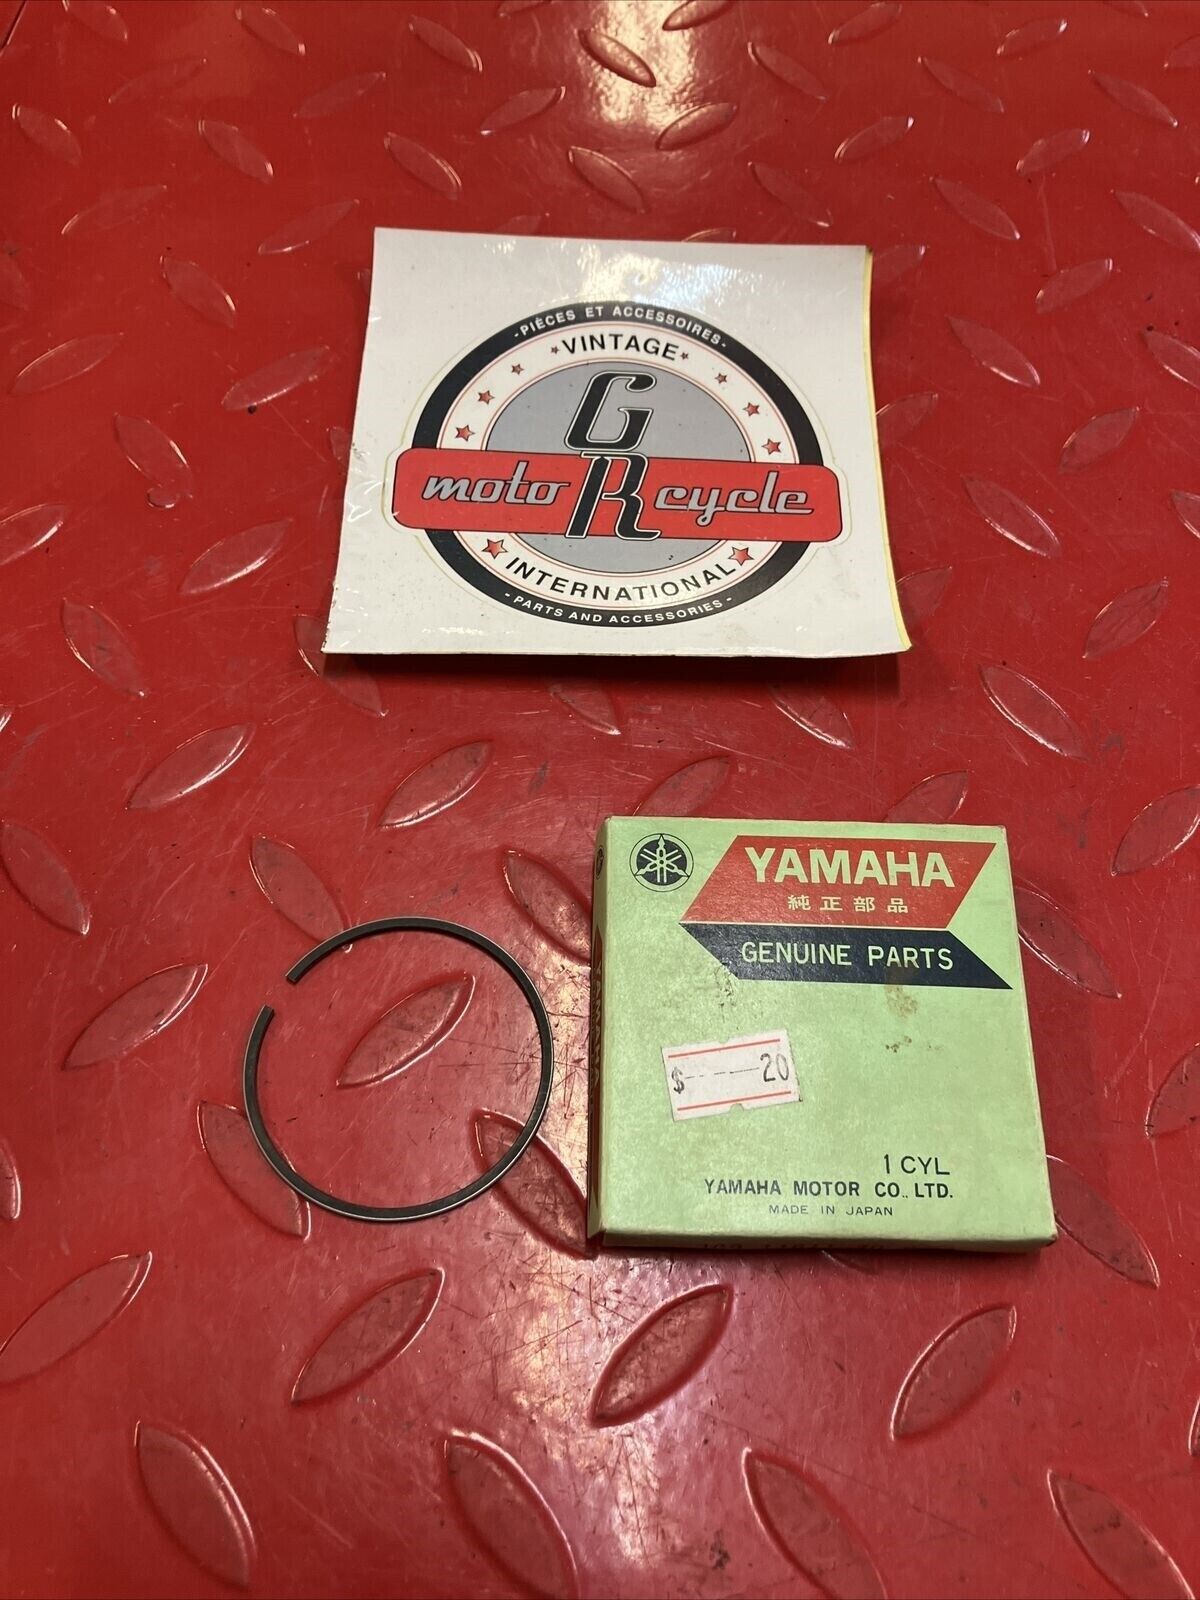 -PIÈCES ET ACCESSOIRES-
VINTAGE
GR
moto cycle
INTERNATIONAL
-PARTS AND ACCESSORIES-
YAMAHA
純正部品
GENUINE PARTS
$ ----20
1 CYL
YAMAHA MOTOR CO., LTD.
MADE IN JAPAN